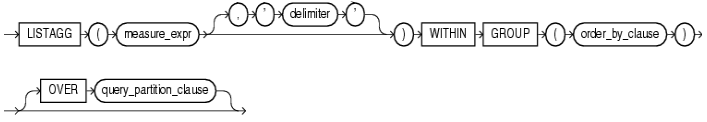 LISTAGG ( measure_expr , ' delimiter ' ) WITHIN GROUP ( order_by_clause )
OVER query_partition_clause